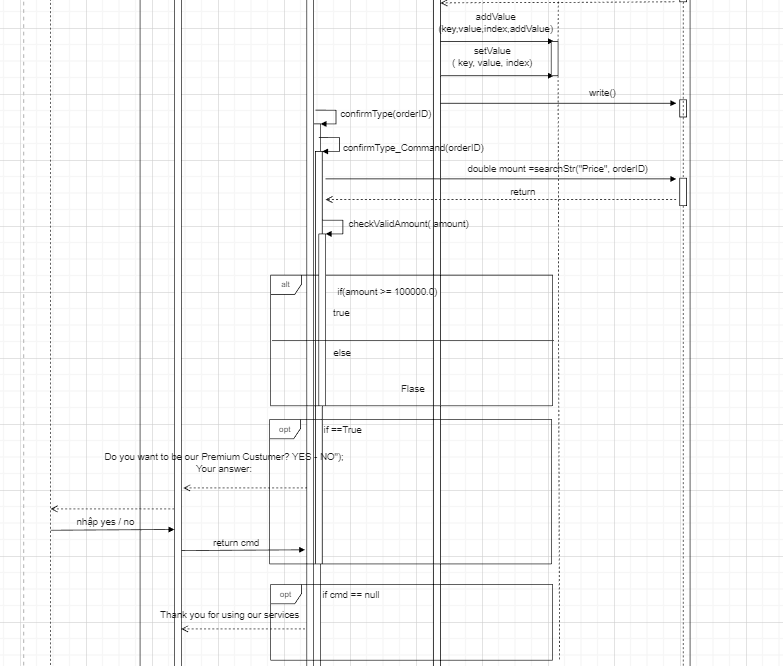 addValue
(key,value,index,addValue)
setValue
( key, value, index)
write()
confirmType(orderID)
confirmType_Command(orderID)
double mount =searchStr("Price", orderID)
return
checkValidAmount( amount)
alt
if(amount >= 100000.0)
true
else
Flase
opt
if ==True
Do you want to be our Premium Custumer? YES - NO");
Your answer:
nhập yes / no
return cmd
opt
if cmd == null
Thank you for using our services